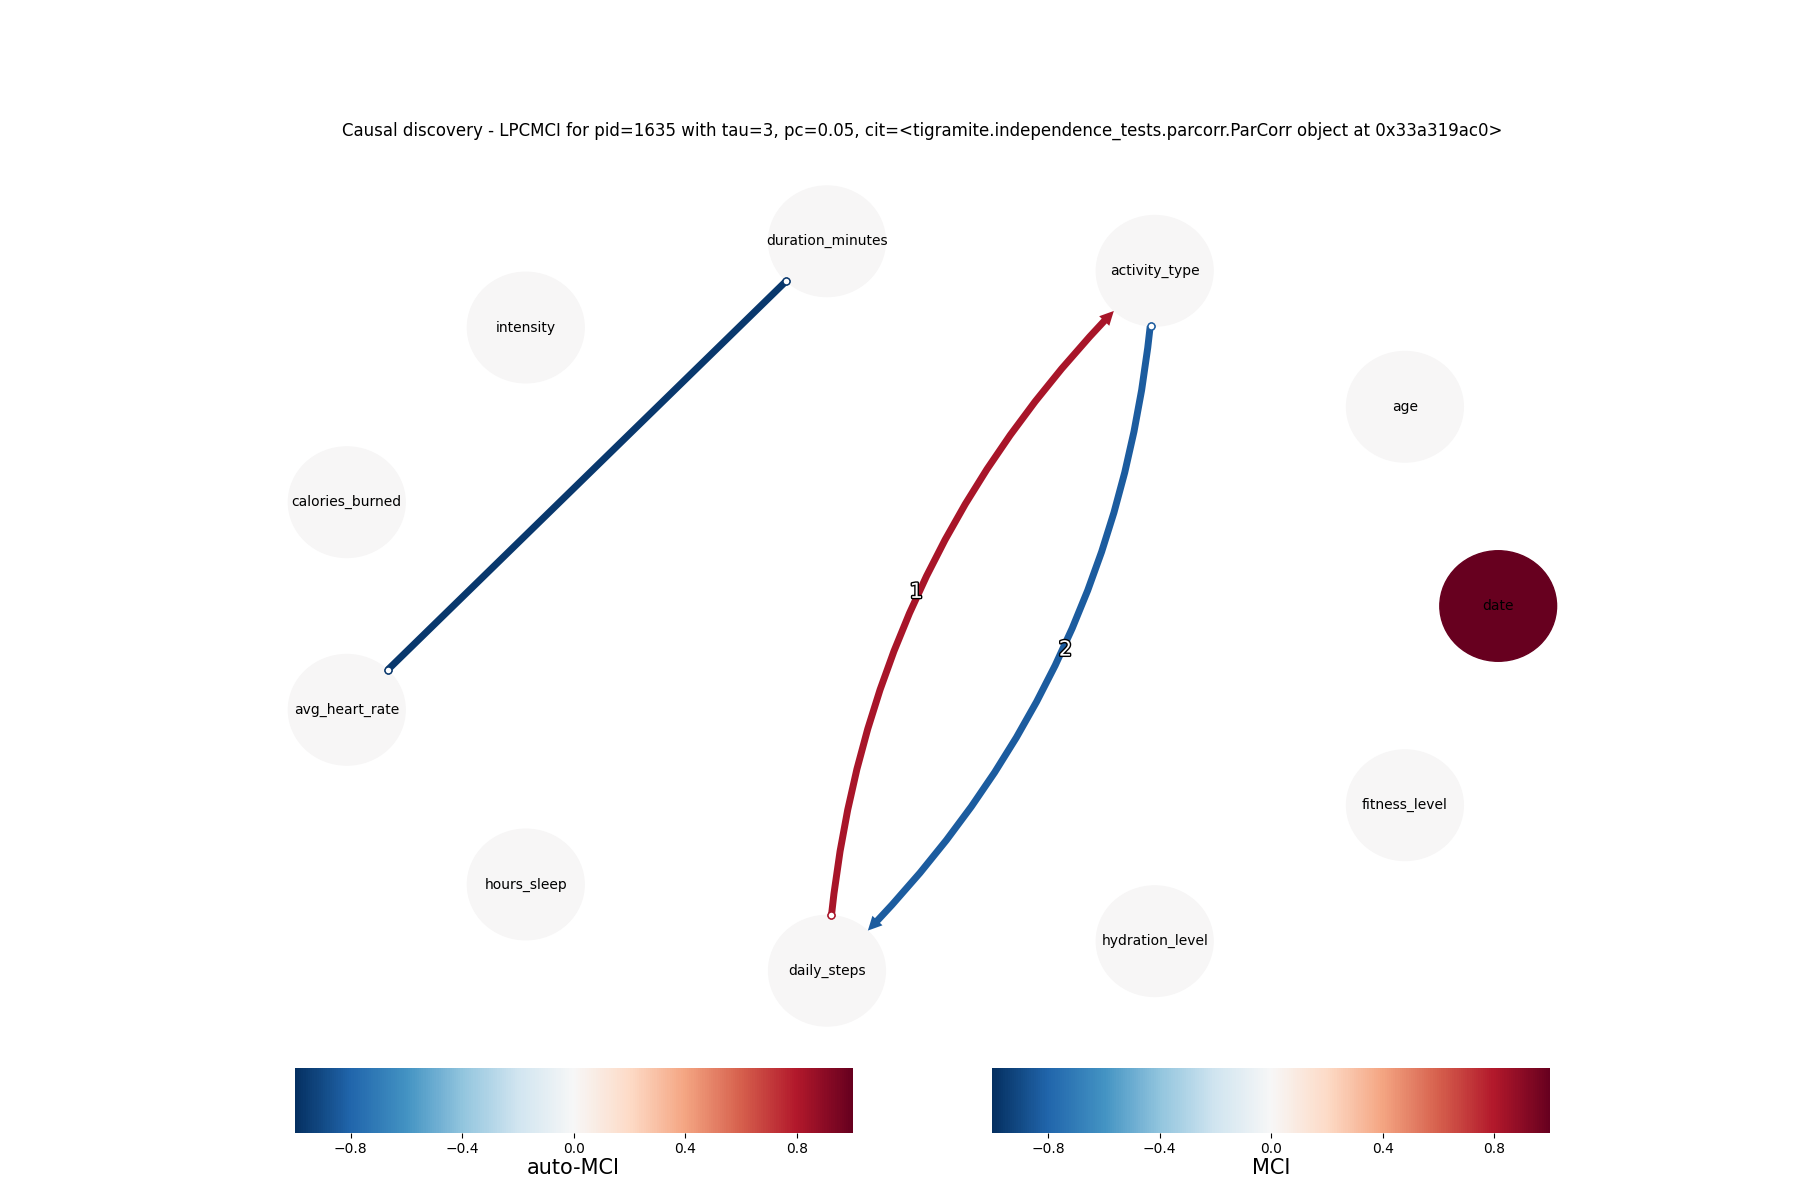 Causal discovery - LPCMCI for pid=1635 with tau=3, pc=0.05, cit=<tigramite.independence_tests.parcorr.ParCorr object at 0x33a319ac0>
duration_minutes
activity_type
intensity
age
calories_burned
1
date
2
avg_heart_rate
fitness_level
hours_sleep
hydration_level
daily_steps
−0.8 −0.4 0.0 0.4 0.8
auto-MCI
−0.8 −0.4 0.0 0.4 0.8
MCI